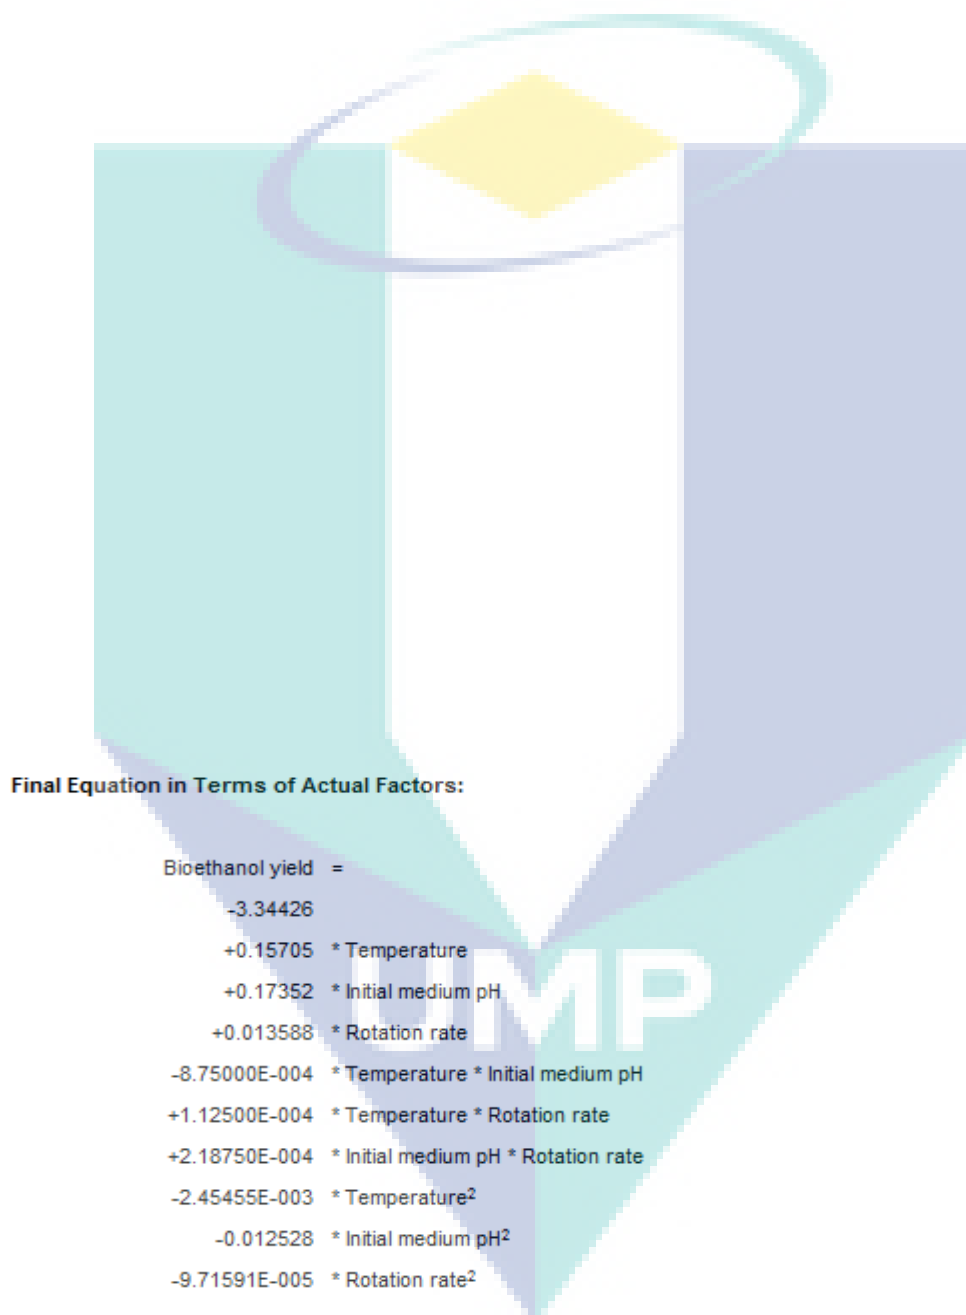 Final Equation in Terms of Actual Factors:
Bioethanol yield =
-3.34426
+0.15705 * Temperature
+0.17352 * Initial medium pH
+0.013588 * Rotation rate
-8.75000E-004 * Temperature * Initial medium pH
+1.12500E-004 * Temperature * Rotation rate
+2.18750E-004 * Initial medium pH * Rotation rate
-2.45455E-003 * Temperature²
-0.012528 * Initial medium pH²
-9.71591E-005 * Rotation rate²
UMP